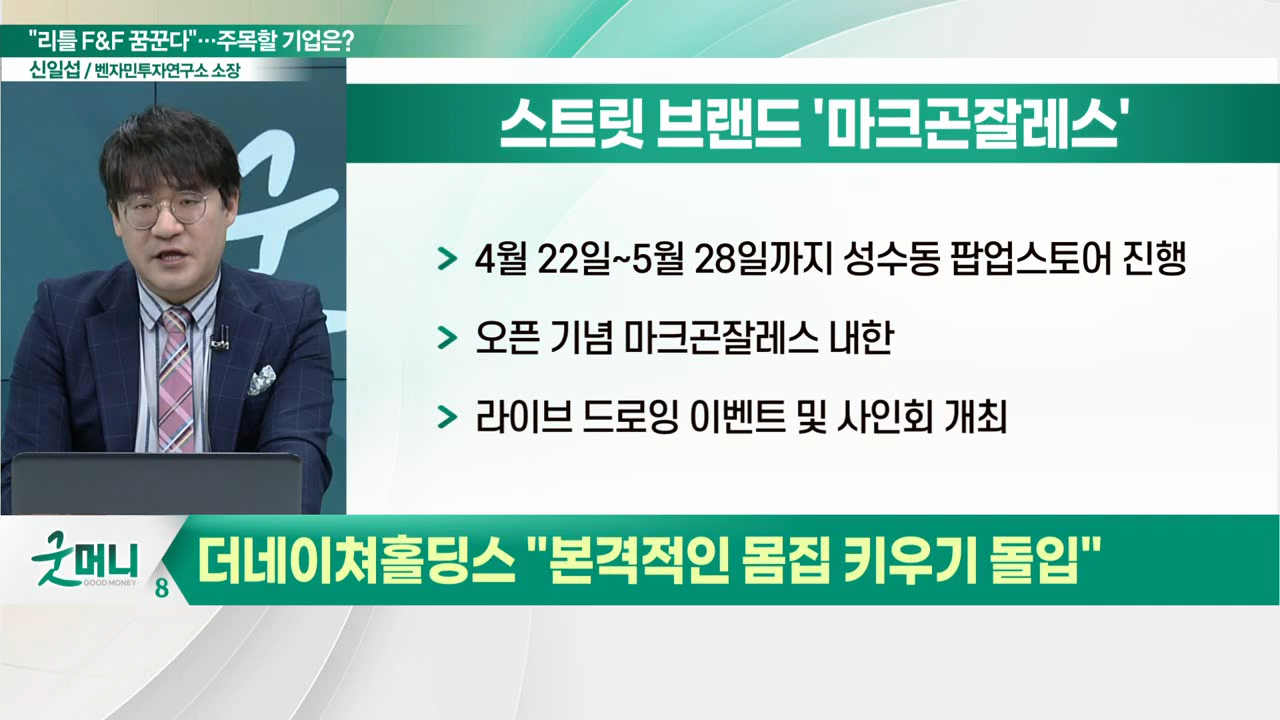 "리틀 F&F 꿈꾼다"…주목할 기업은?
신일섭 / 벤자민투자연구소 소장
스트릿 브랜드 '마크곤잘레스'
> 4월 22일~5월 28일까지 성수동 팝업스토어 진행
> 오픈 기념 마크곤잘레스 내한
> 라이브 드로잉 이벤트 및 사인회 개최
굿머니
GOOD MONEY
8
더네이쳐홀딩스 "본격적인 몸집 키우기 돌입"